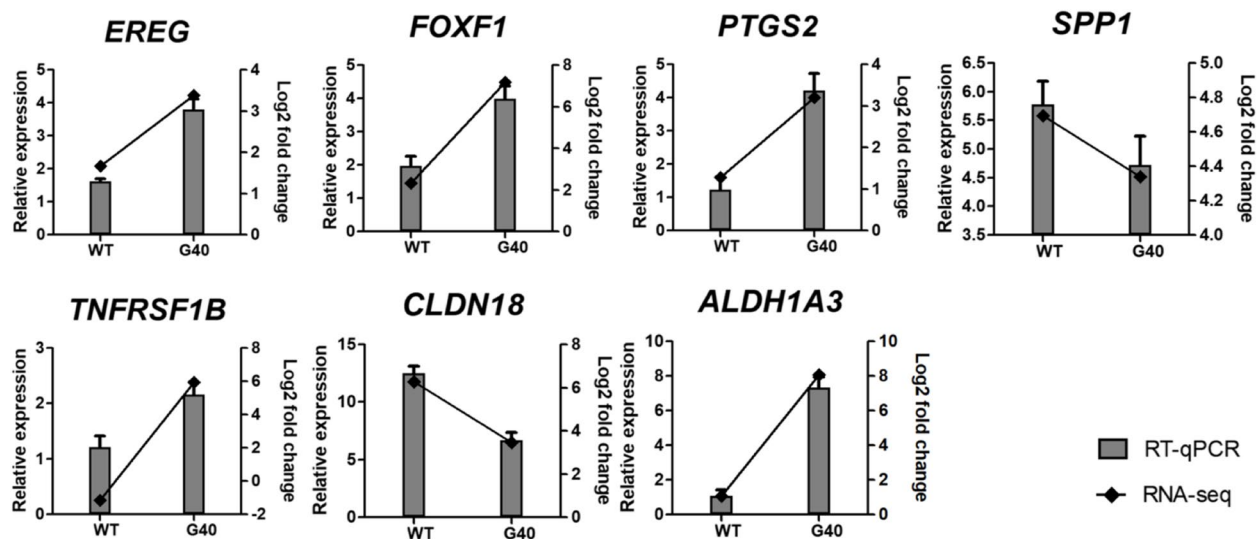 EREG
Relative expression
5
4
3
2
1
0
4
3
2
1
0
Log2 fold change
WT
G40
FOXF1
Relative expression
5
4
3
2
1
0
8
6
4
2
0
Log2 fold change
WT
G40
PTGS2
Relative expression
5
4
3
2
1
0
4
3
2
1
0
Log2 fold change
WT
G40
SPP1
Relative expression
6.5
6.0
5.5
5.0
4.5
4.0
3.5
5.0
4.8
4.6
4.4
4.2
4.0
Log2 fold change
WT
G40
TNFRSF1B
Relative expression
3
2
1
0
8
6
4
2
0
-2
Log2 fold change
WT
G40
CLDN18
Relative expression
15
10
5
0
8
6
4
2
0
Log2 fold change
WT
G40
ALDH1A3
Relative expression
10
8
6
4
2
0
10
8
6
4
2
0
Log2 fold change
WT
G40
RT-qPCR
RNA-seq